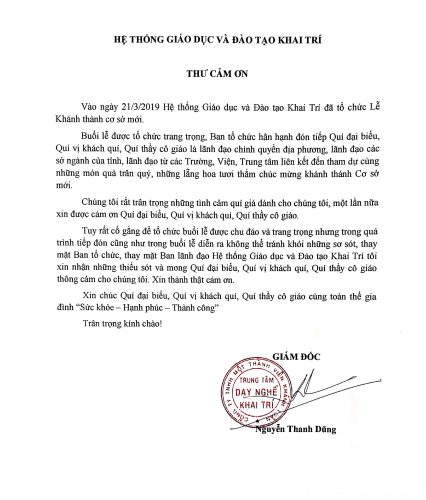 HỆ THỐNG GIÁO DỤC VÀ ĐÀO TẠO KHAI TRÍ
THƯ CẢM ƠN
Vào ngày 21/3/2019 Hệ thống Giáo dục và Đào tạo Khai Trí đã tổ chức Lễ
Khánh thành cơ sở mới.
Buổi lễ được tổ chức trang trọng, Ban tổ chức hân hạnh đón tiếp Quí đại biểu,
Quí vị khách quí, Quí thầy cô giáo là lãnh đạo chính quyền địa phương, lãnh đạo các
sở ngành của tỉnh, lãnh đạo từ các Trường, Viện, Trung tâm liên kết đến tham dự cùng
những món quà trân quý, những lẵng hoa tươi thắm chúc mừng khánh thành Cơ sở
mới.
Chúng tôi rất trân trọng những tình cảm quí giá dành cho chúng tôi, một lần nữa
xin được cảm ơn Quí đại biểu, Quí vị khách quí, Quí thầy cô giáo.
Tuy rất cố gắng để tổ chức buổi lễ được chu đáo và trang trọng nhưng trong quá
trình tiếp đón cũng như trong buổi lễ diễn ra không thể tránh khỏi những sơ sót, thay
mặt Ban tổ chức, thay mặt Ban lãnh đạo Hệ thống Giáo dục và Đào tạo Khai Trí tôi
xin nhận những thiếu sót và mong Quí đại biểu, Quí vị khách quí, Quí thầy cô giáo
thông cảm cho chúng tôi. Xin thành thật cảm ơn.
Xin chúc Quí đại biểu, Quí vị khách quí, Quí thầy cô giáo cùng toàn thể gia
đình “Sức khỏe – Hạnh phúc – Thành công”
Trân trọng kính chào!
GIÁM ĐỐC
CÔNG TY TNHH MỘT THÀNH VIÊN KHÁNH TOÀN
TRUNG TÂM
DẠY NGHỀ
KHAI TRÍ
Nguyễn Thanh Dũng